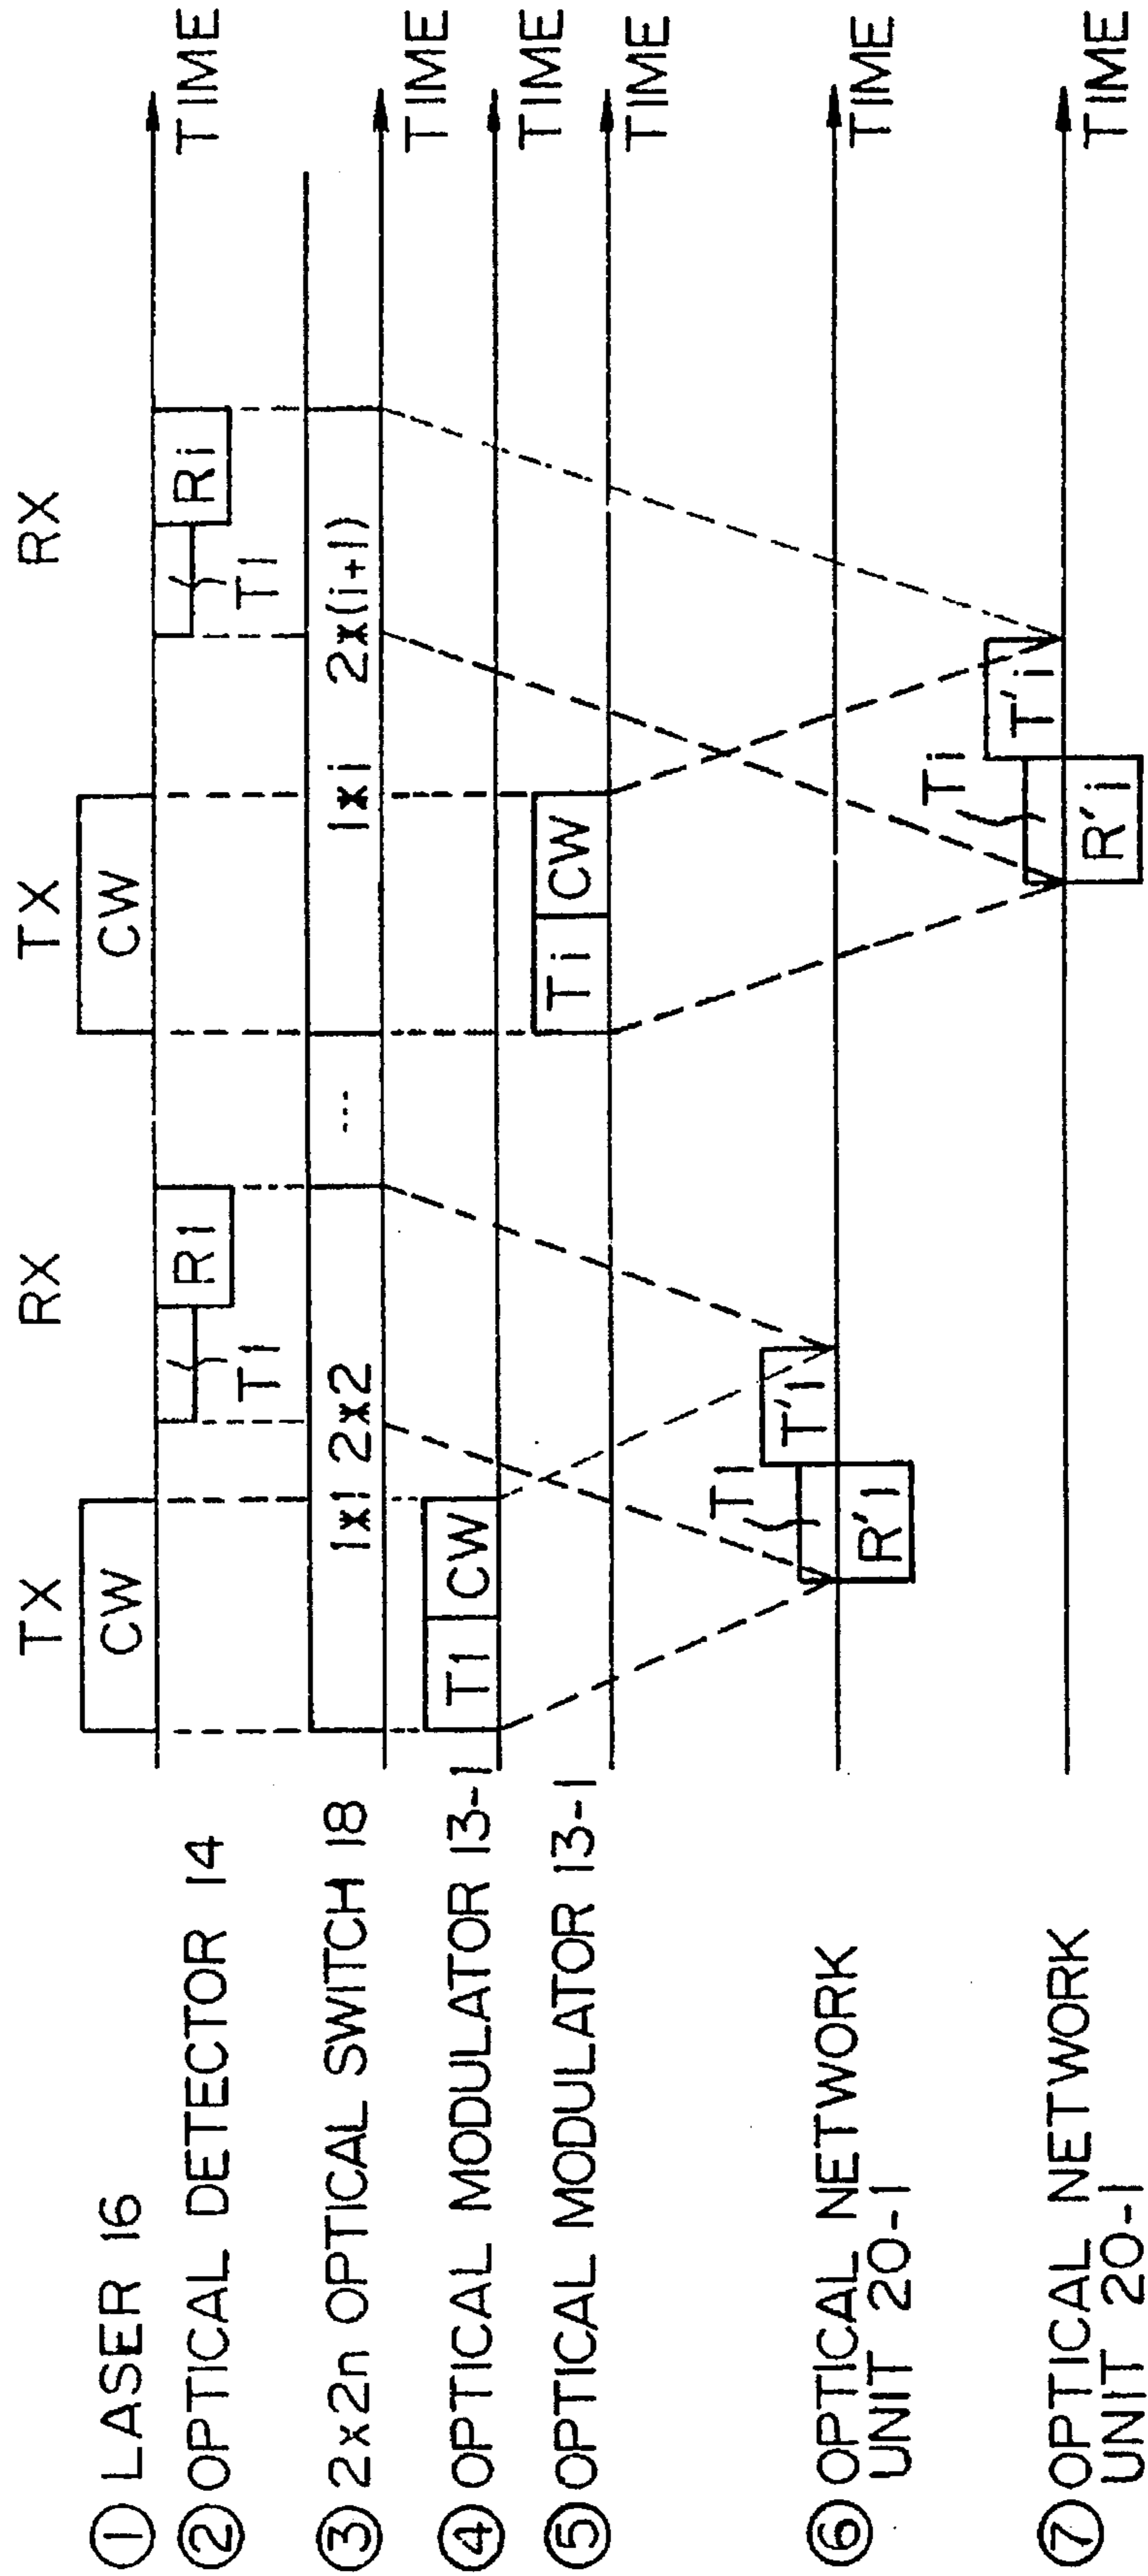 TX RX TX RX
① LASER 16
CW CW
TIME
② OPTICAL DETECTOR 14
T1 R1 T1 Ri
③ 2x2n OPTICAL SWITCH 18
1x1 2x2 --- 1xi 2x(i+1)
TIME
④ OPTICAL MODULATOR 13-1
T1 CW
TIME
⑤ OPTICAL MODULATOR 13-1
Ti CW
TIME
⑥ OPTICAL NETWORK
UNIT 20-1
T1 T'1
R'1
TIME
⑦ OPTICAL NETWORK
UNIT 20-1
Ti T'i
R'i
TIME